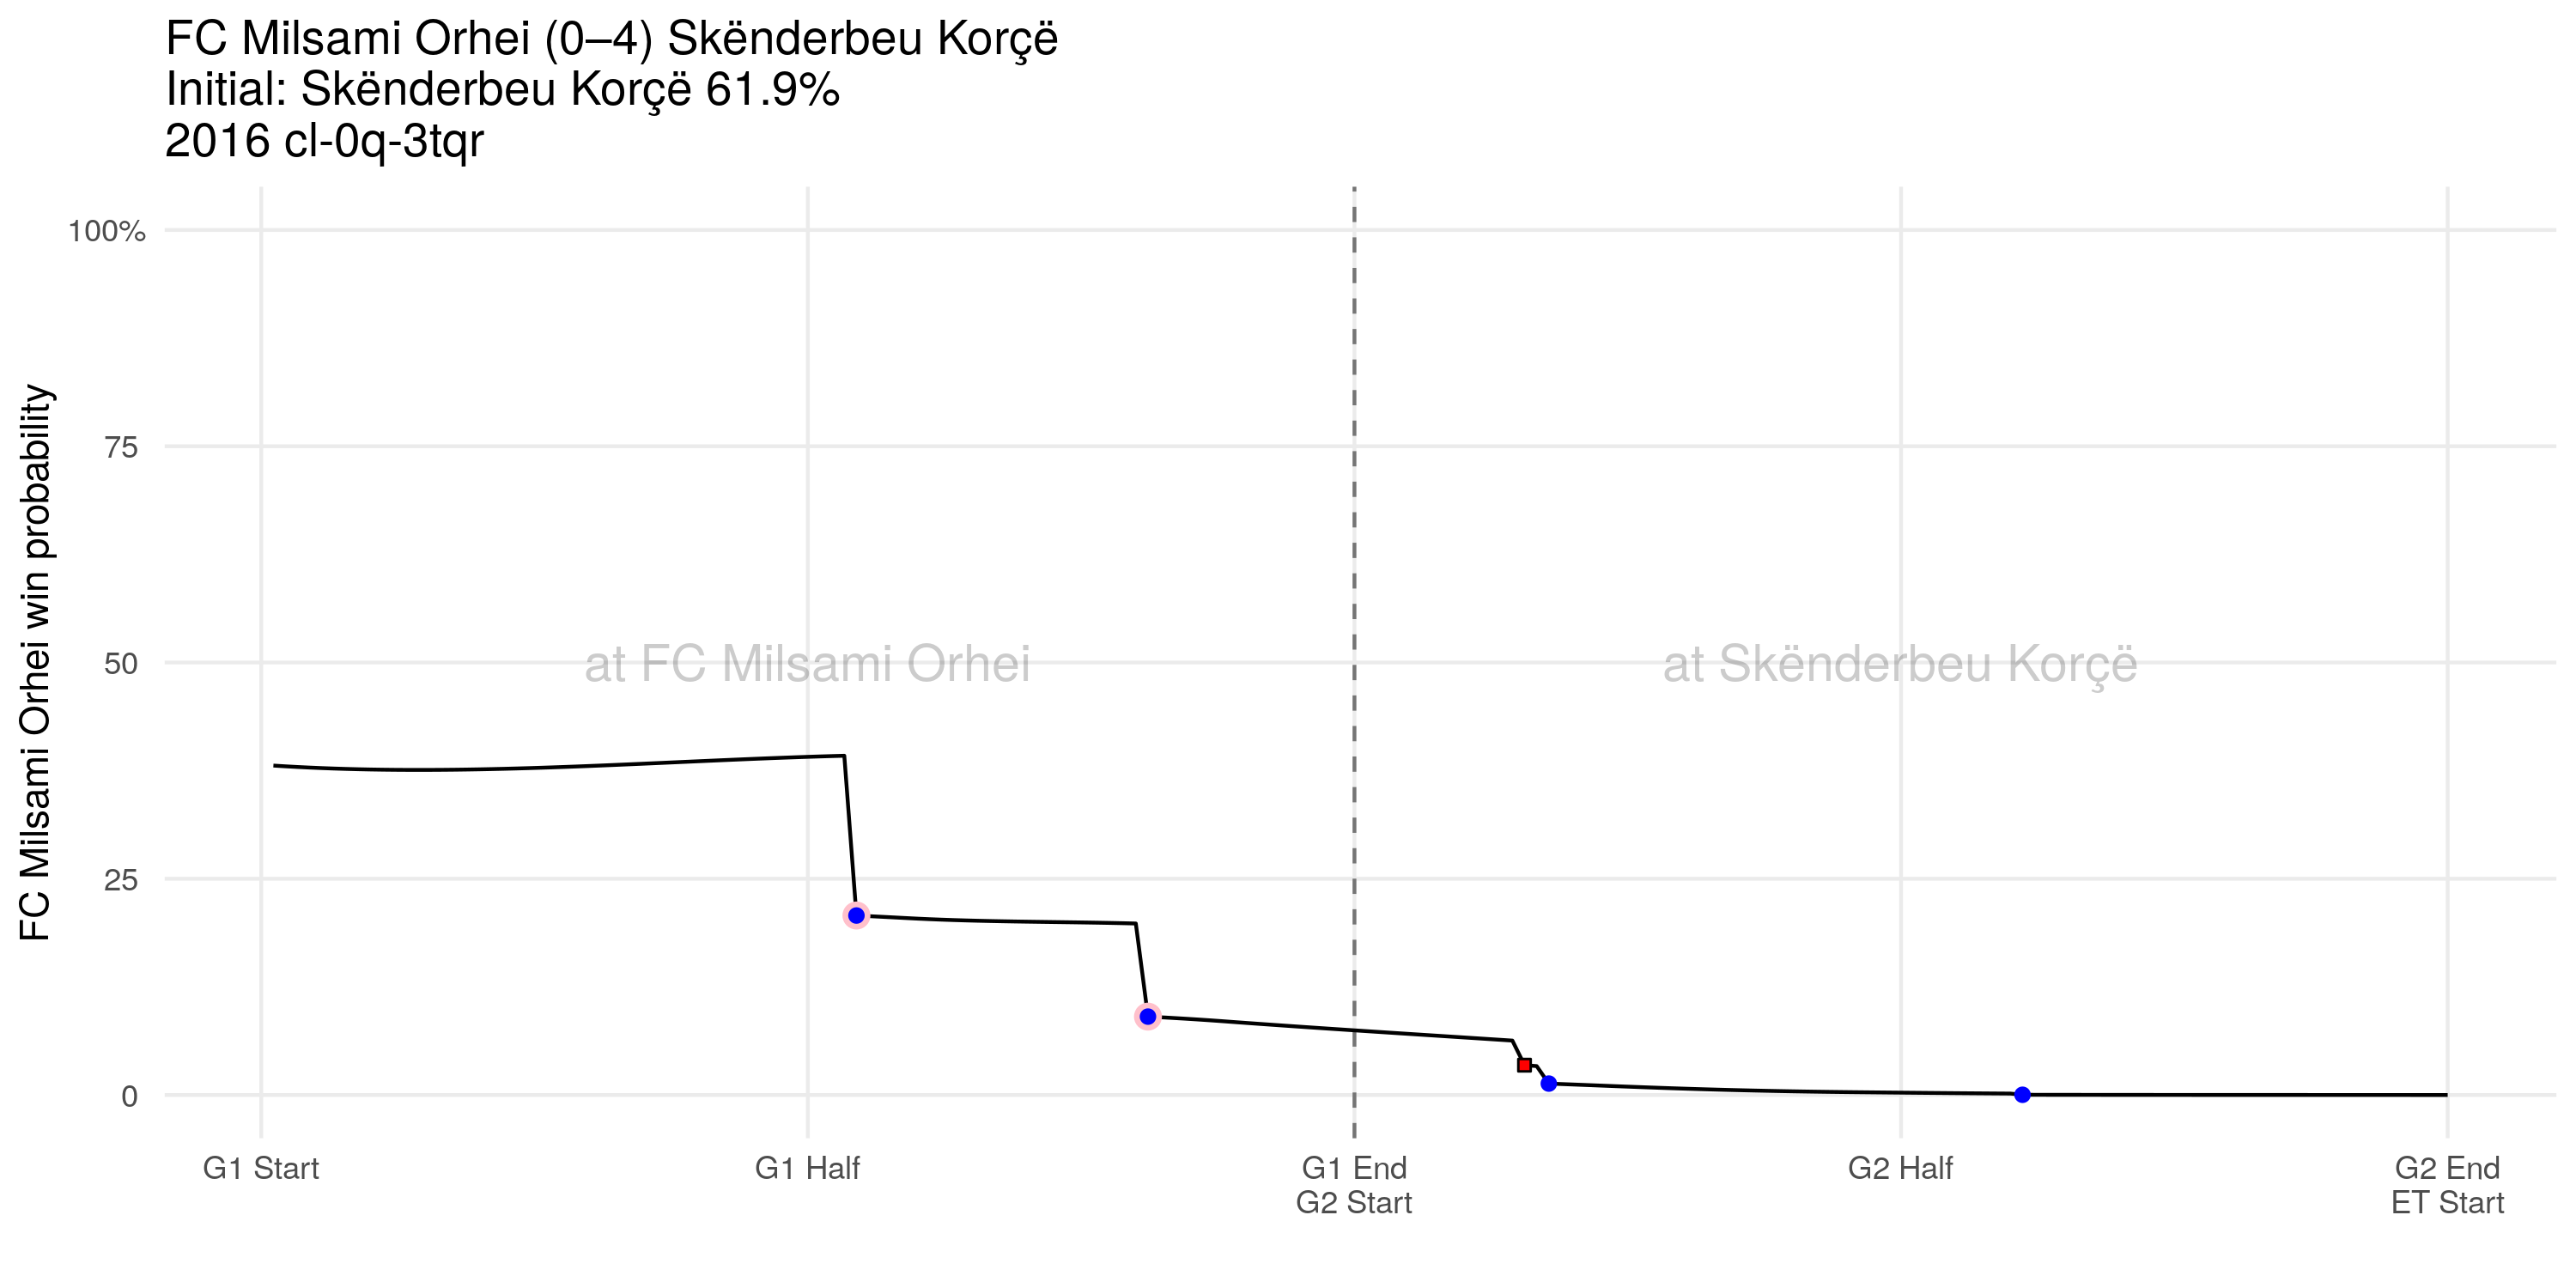 FC Milsami Orhei (0–4) Skënderbeu Korçë
Initial: Skënderbeu Korçë 61.9%
2016 cl-0q-3tqr
FC Milsami Orhei win probability
100%
75
50
25
0
at FC Milsami Orhei
at Skënderbeu Korçë
G1 Start
G1 Half
G1 End
G2 Start
G2 Half
G2 End
ET Start